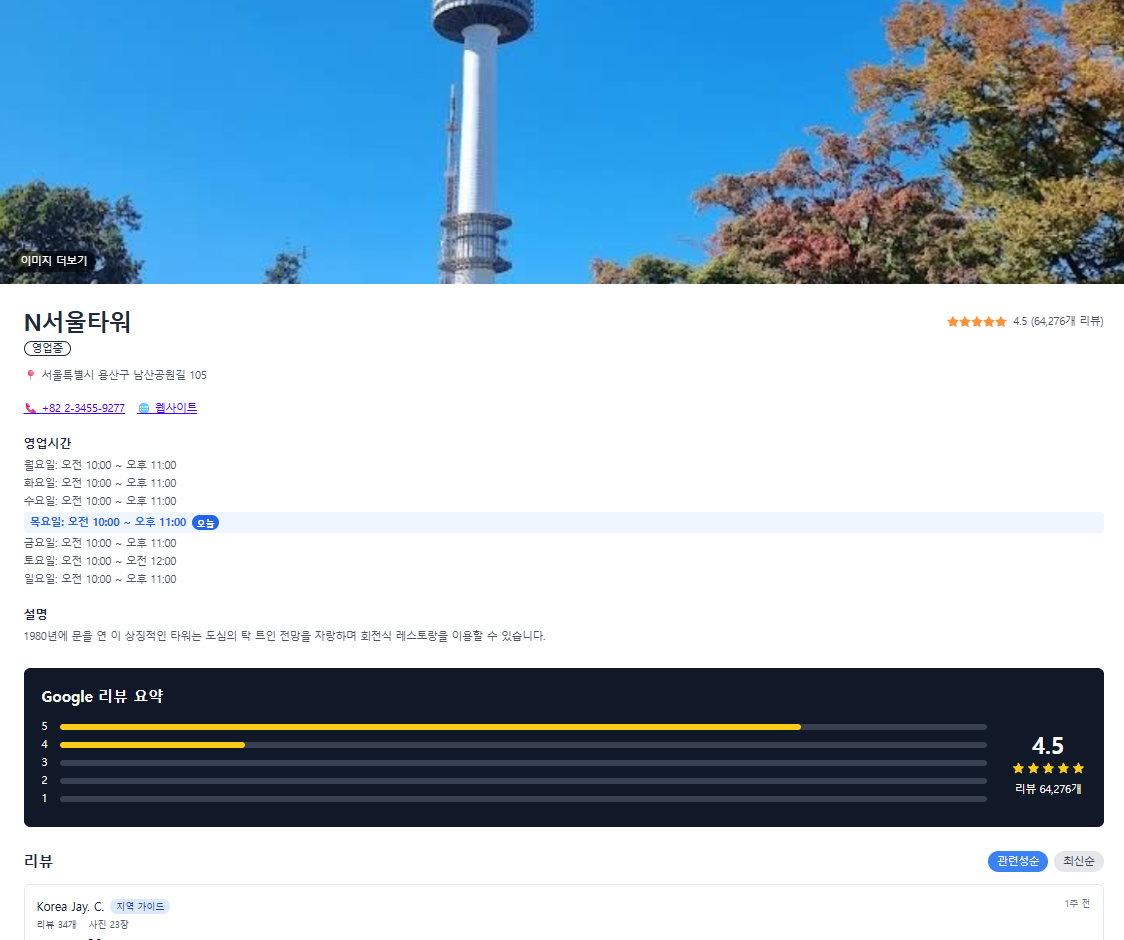 이미지 더보기
N서울타워
4.5 (64,276개 리뷰)
영업중
서울특별시 용산구 남산공원길 105
+82 2-3455-9277 웹사이트
영업시간
월요일: 오전 10:00 ~ 오후 11:00
화요일: 오전 10:00 ~ 오후 11:00
수요일: 오전 10:00 ~ 오후 11:00
목요일: 오전 10:00 ~ 오후 11:00 오늘
금요일: 오전 10:00 ~ 오후 11:00
토요일: 오전 10:00 ~ 오전 12:00
일요일: 오전 10:00 ~ 오후 11:00
설명
1980년에 문을 연 이 상징적인 타워는 도심의 탁 트인 전망을 자랑하며 회전식 레스토랑을 이용할 수 있습니다.
Google 리뷰 요약
5
4
3
2
1
4.5
리뷰 64,276개
리뷰
관련성순 최신순
Korea Jay. C. 지역 가이드
1주 전
리뷰 34개 사진 23장